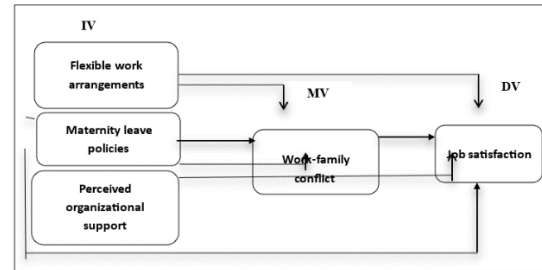 IV
Flexible work
arrangements
MV
DV
Maternity leave
policies
Work-family
conflict
Job satisfaction
Perceived
organizational
support